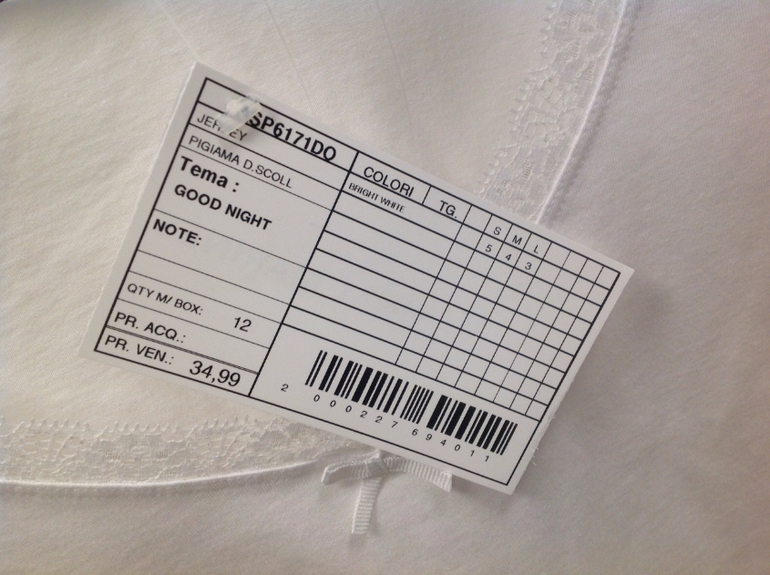 SP6171DO
JERSEY
PIGIAMA D.SCOLL
Tema :
GOOD NIGHT
NOTE:
QTY M/ BOX: 12
PR. ACQ.:
PR. VEN.: 34,99
COLORI TG. S M L
BRIGHT WHITE 5 4 3
2 000227 694011